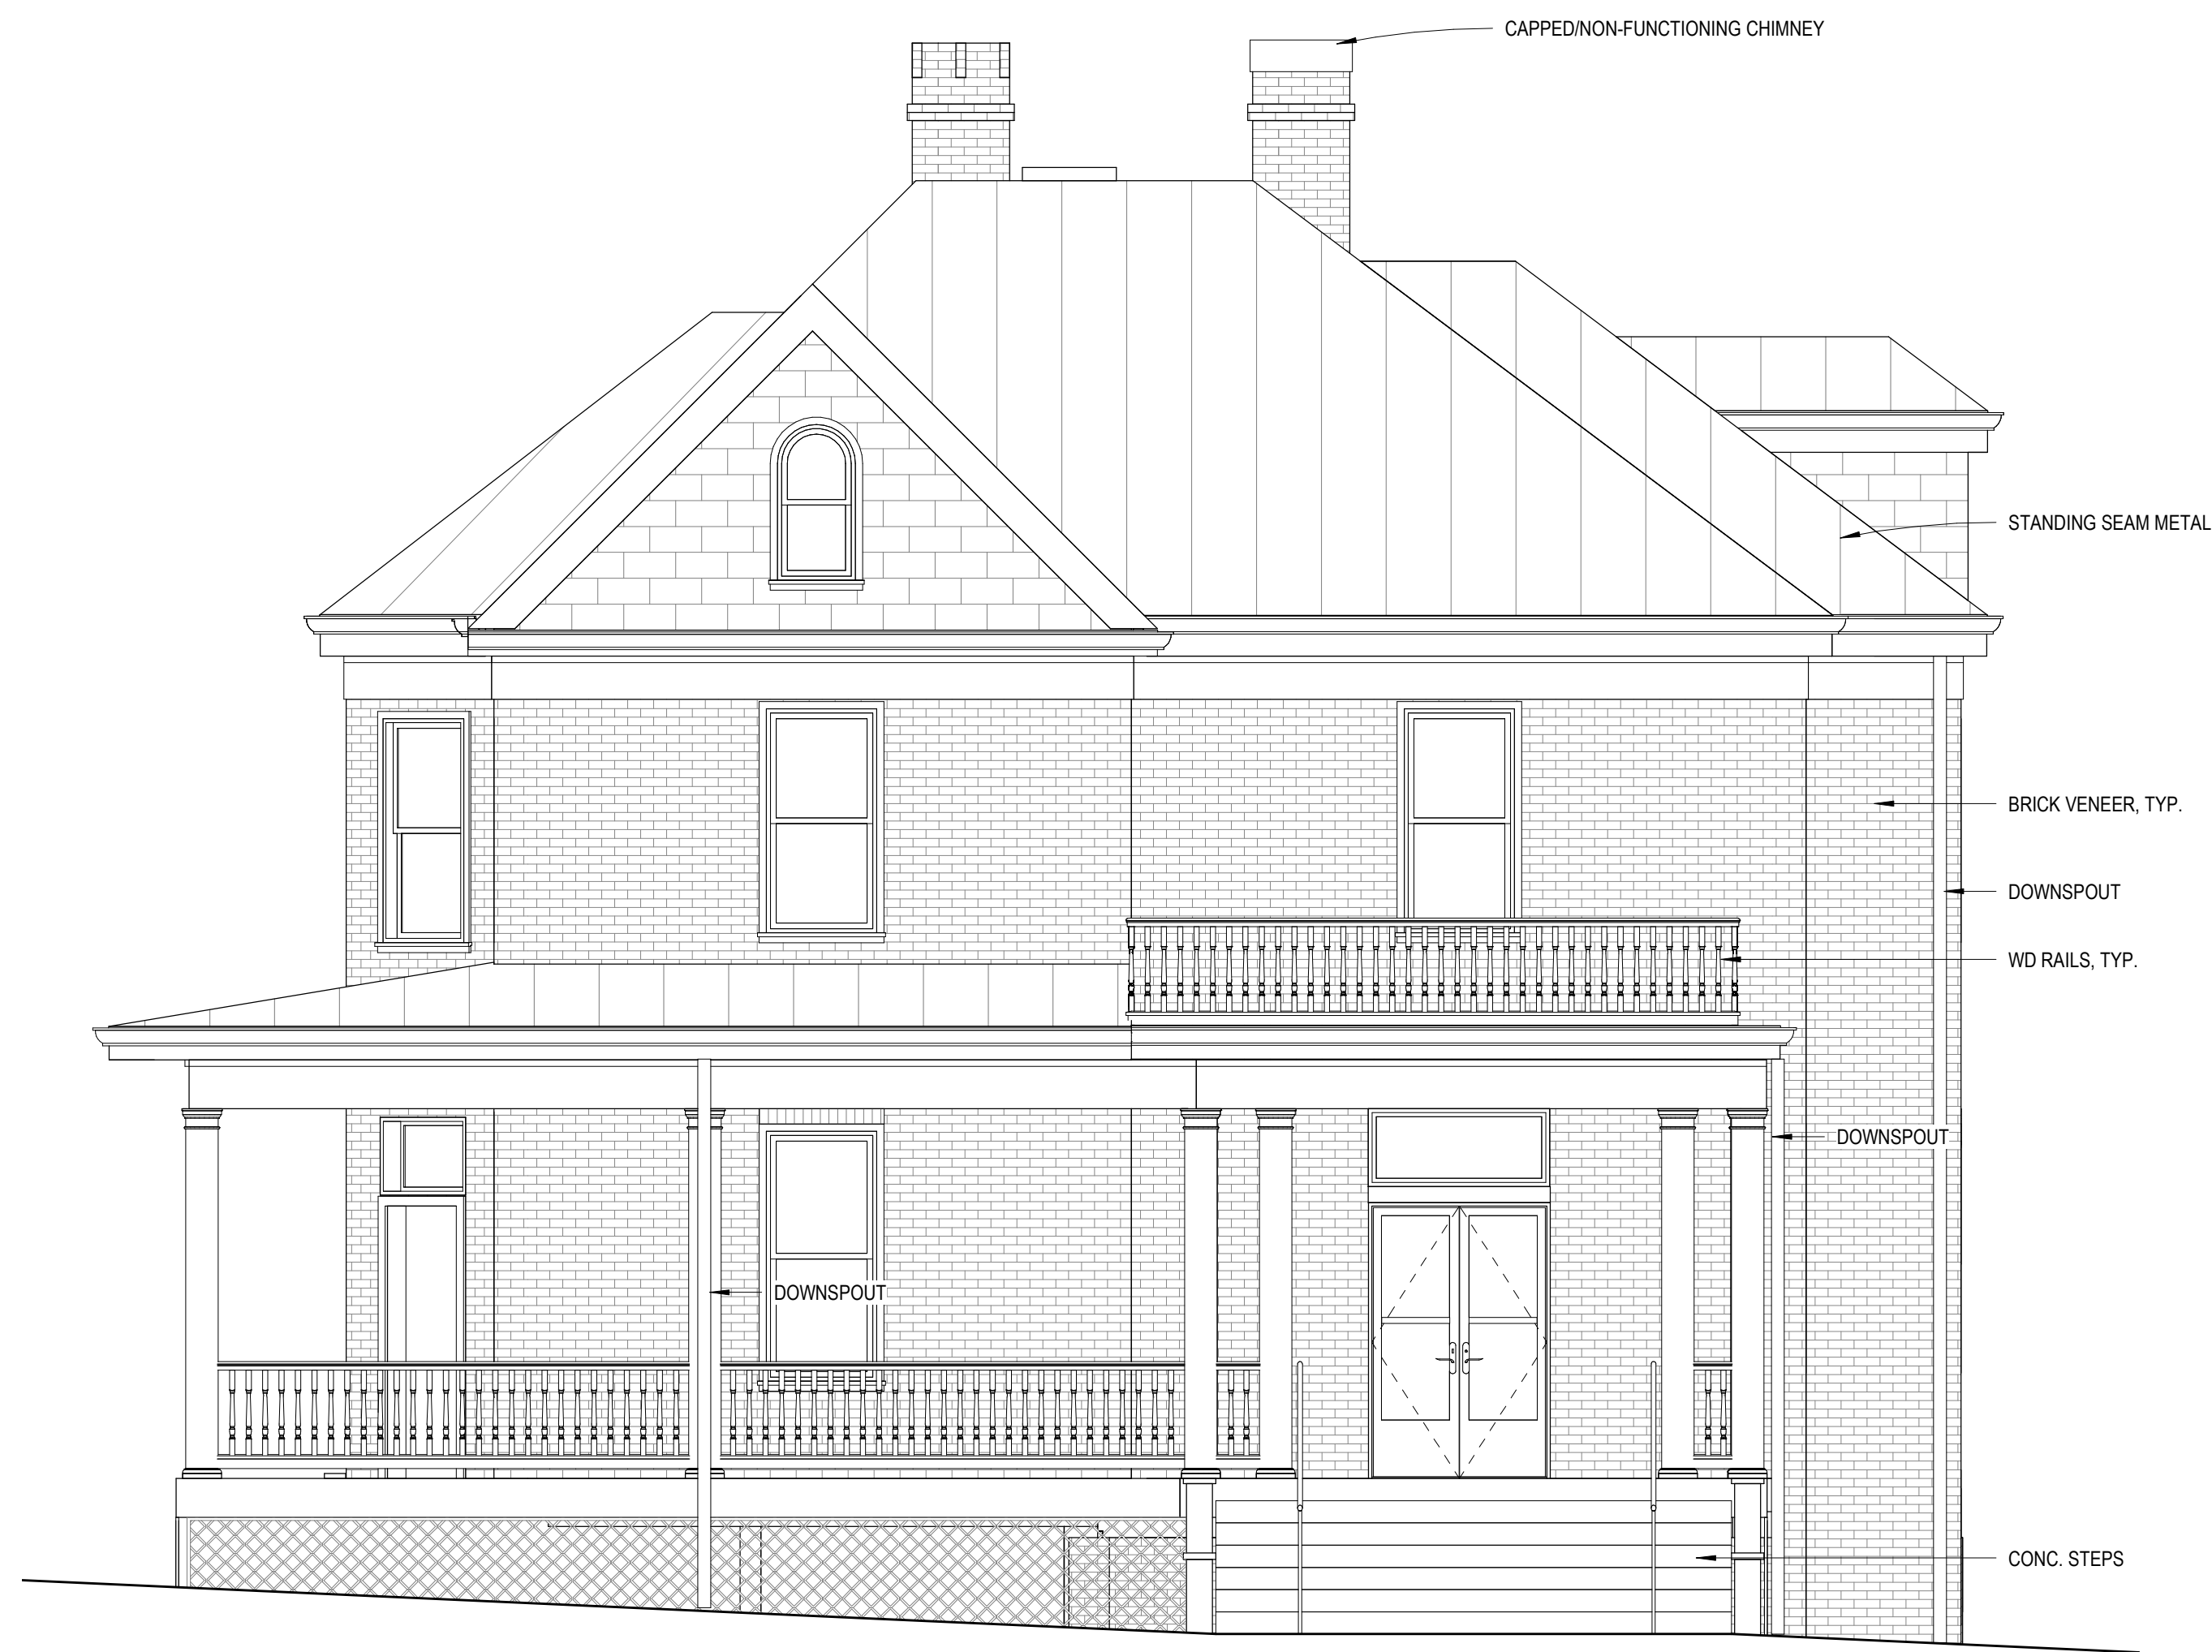 CAPPED/NON-FUNCTIONING CHIMNEY
STANDING SEAM METAL
BRICK VENEER, TYP.
DOWNSPOUT
WD RAILS, TYP.
DOWNSPOUT
DOWNSPOUT
CONC. STEPS